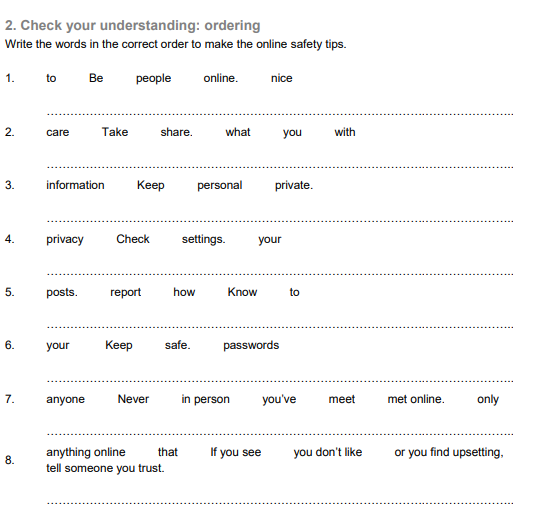 2. Check your understanding: ordering
Write the words in the correct order to make the online safety tips.
1. to Be people online. nice
........................................................................................................................................
2. care Take share. what you with
........................................................................................................................................
3. information Keep personal private.
........................................................................................................................................
4. privacy Check settings. your
........................................................................................................................................
5. posts. report how Know to
........................................................................................................................................
6. your Keep safe. passwords
........................................................................................................................................
7. anyone Never in person you've meet met online. only
........................................................................................................................................
8. anything online that If you see you don't like or you find upsetting,
tell someone you trust.
........................................................................................................................................